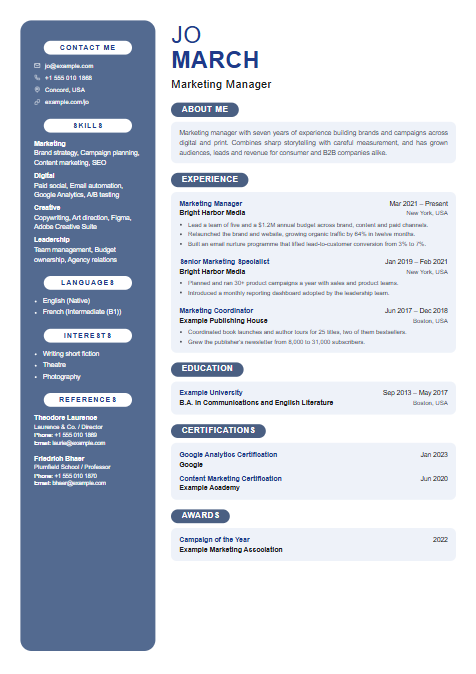 JO
MARCH
Marketing Manager
CONTACT ME
jo@example.com
+1 555 010 1868
Concord, USA
example.com/jo
SKILLS
Marketing
Brand strategy, Campaign planning,
Content marketing, SEO
Digital
Paid social, Email automation,
Google Analytics, A/B testing
Creative
Copywriting, Art direction, Figma,
Adobe Creative Suite
Leadership
Team management, Budget
ownership, Agency relations
LANGUAGES
• English (Native)
• French (Intermediate (B1))
INTERESTS
• Writing short fiction
• Theatre
• Photography
REFERENCES
Theodore Laurence
Laurence & Co. / Director
Phone: +1 555 010 1869
Email: laurie@example.com
Friedrich Bhaer
Plumfield School / Professor
Phone: +1 555 010 1870
Email: bhaer@example.com
ABOUT ME
Marketing manager with seven years of experience building brands and campaigns across
digital and print. Combines sharp storytelling with careful measurement, and has grown
audiences, leads and revenue for consumer and B2B companies alike.
EXPERIENCE
Marketing Manager Mar 2021 – Present
Bright Harbor Media New York, USA
• Lead a team of five and a $1.2M annual budget across brand, content and paid channels.
• Relaunched the brand and website, growing organic traffic by 64% in twelve months.
• Built an email nurture programme that lifted lead-to-customer conversion from 3% to 7%.
Senior Marketing Specialist Jan 2019 – Feb 2021
Bright Harbor Media New York, USA
• Planned and ran 30+ product campaigns a year with sales and product teams.
• Introduced a monthly reporting dashboard adopted by the leadership team.
Marketing Coordinator Jun 2017 – Dec 2018
Example Publishing House Boston, USA
• Coordinated book launches and author tours for 25 titles, two of them bestsellers.
• Grew the publisher's newsletter from 8,000 to 31,000 subscribers.
EDUCATION
Example University Sep 2013 – May 2017
B.A. in Communications and English Literature Boston, USA
CERTIFICATIONS
Google Analytics Certification Jan 2023
Google
Content Marketing Certification Jun 2020
Example Academy
AWARDS
Campaign of the Year 2022
Example Marketing Association